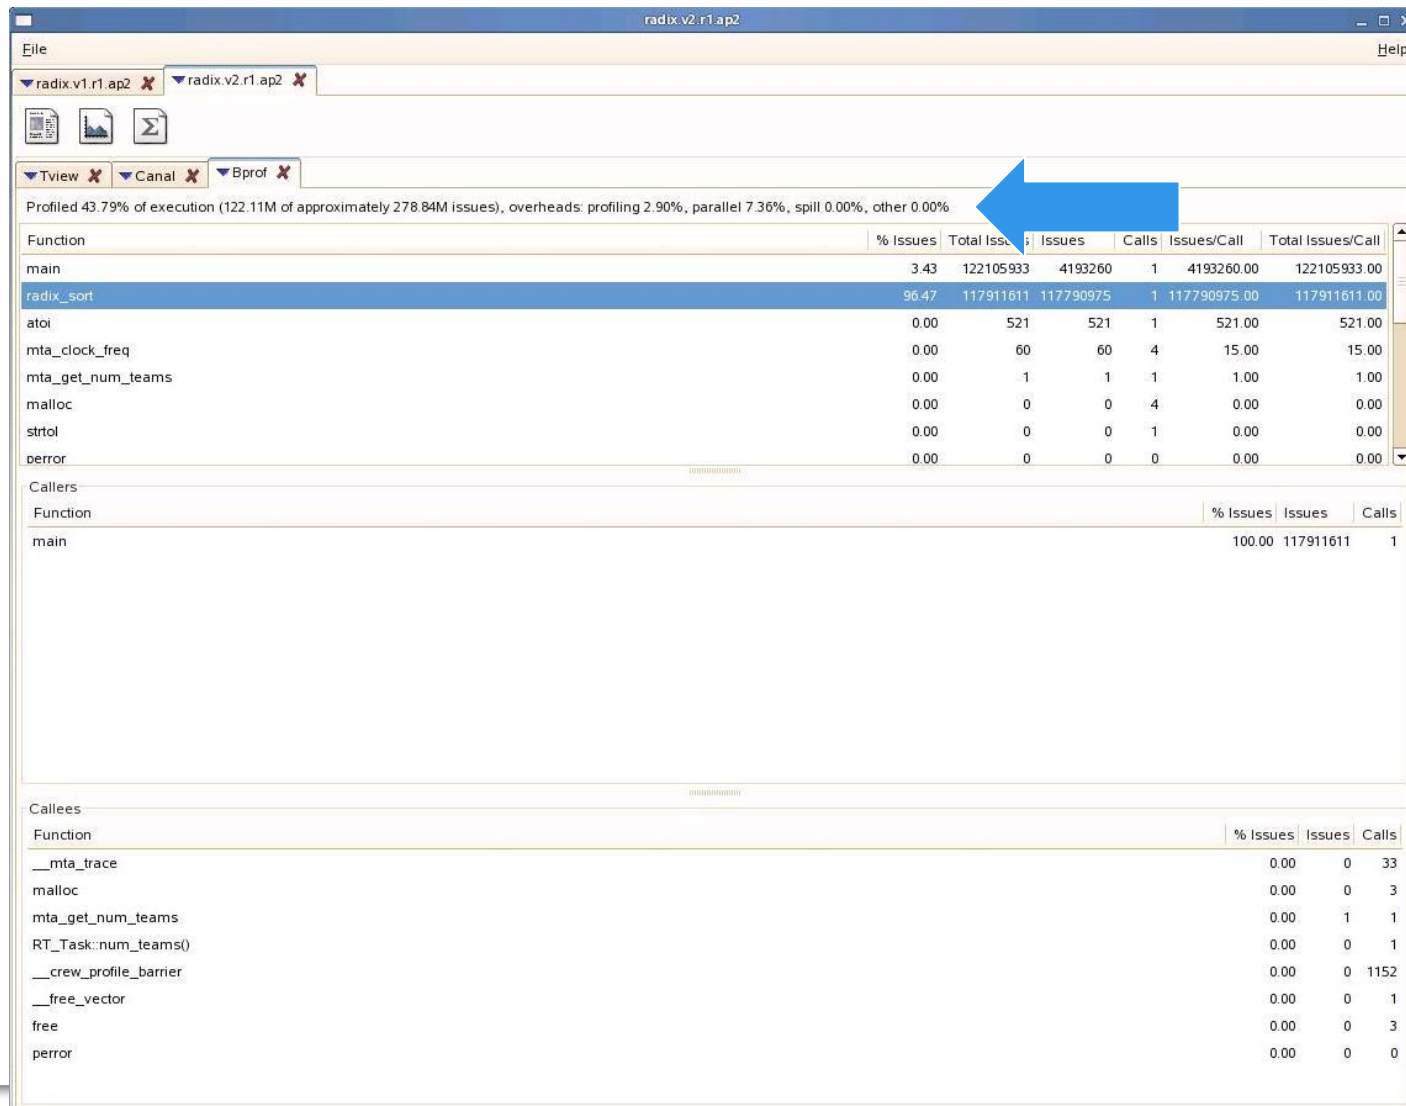 radix.v2.r1.ap2
File Help
radix.v1.r1.ap2 radix.v2.r1.ap2
Σ
Tview Canal Bprof
Profiled 43.79% of execution (122.11M of approximately 278.84M issues), overheads: profiling 2.90%, parallel 7.36%, spill 0.00%, other 0.00%
Function % Issues Total Issues Issues Calls Issues/Call Total Issues/Call
main 3.43 122105933 4193260 1 4193260.00 122105933.00
radix_sort 96.47 117911611 117790975 1 117790975.00 117911611.00
atoi 0.00 521 521 1 521.00 521.00
mta_clock_freq 0.00 60 60 4 15.00 15.00
mta_get_num_teams 0.00 1 1 1 1.00 1.00
malloc 0.00 0 0 4 0.00 0.00
strtol 0.00 0 0 1 0.00 0.00
perror 0.00 0 0 0 0.00 0.00
Callers
Function % Issues Issues Calls
main 100.00 117911611 1
Callees
Function % Issues Issues Calls
__mta_trace 0.00 0 33
malloc 0.00 0 3
mta_get_num_teams 0.00 1 1
RT_Task::num_teams() 0.00 0 1
__crew_profile_barrier 0.00 0 1152
__free_vector 0.00 0 1
free 0.00 0 3
perror 0.00 0 0